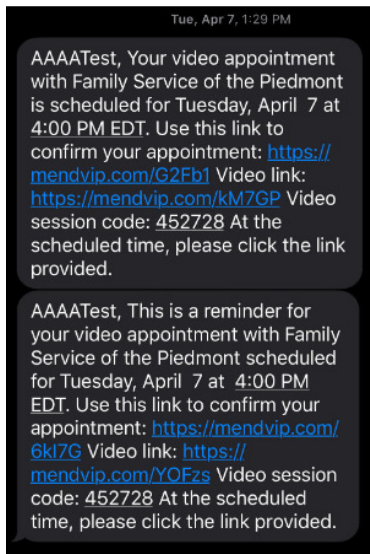 Tue, Apr 7, 1:29 PM
AAAATest, Your video appointment
with Family Service of the Piedmont
is scheduled for Tuesday, April  7 at
4:00 PM EDT. Use this link to
confirm your appointment: https://
mendvip.com/G2Fb1 Video link:
https://mendvip.com/kM7GP Video
session code: 452728 At the
scheduled time, please click the link
provided.
AAAATest, This is a reminder for
your video appointment with Family
Service of the Piedmont scheduled
for Tuesday, April  7 at  4:00 PM
EDT. Use this link to confirm your
appointment: https://mendvip.com/
6kI7G Video link: https://
mendvip.com/YOFzs Video session
code: 452728 At the scheduled
time, please click the link provided.